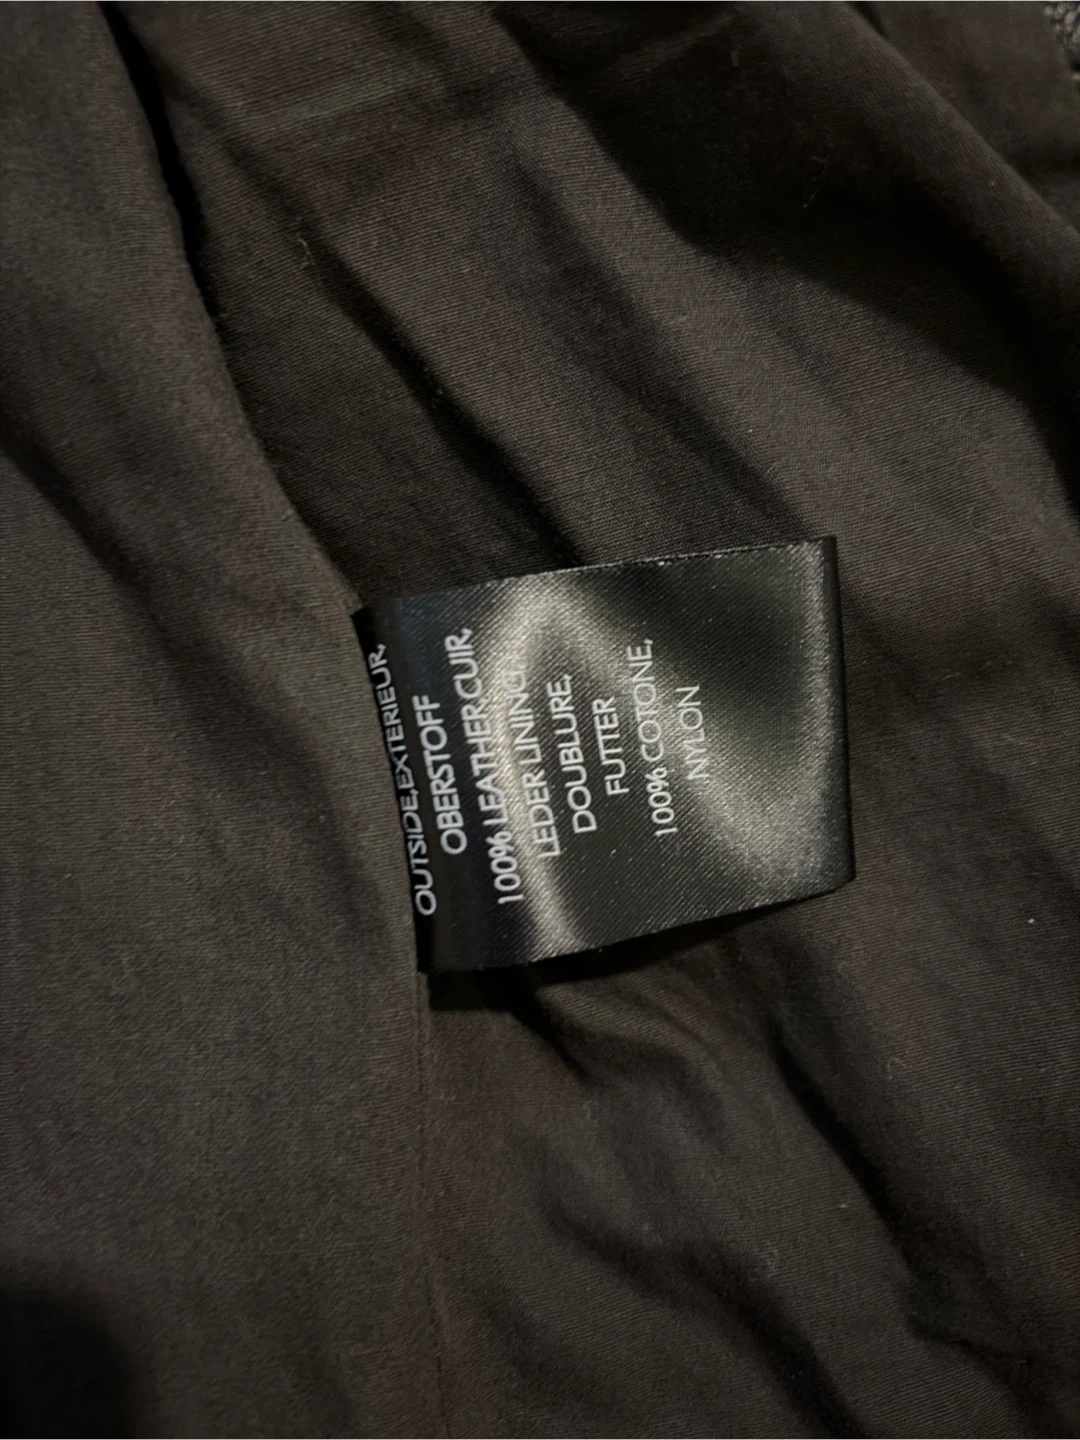 OUTSIDE,EXTERIEUR,
OBERSTOFF
100% LEATHER CUIR,
LEDER LINING,
DOUBLURE,
FUTTER
100% COTONE,
NYLON